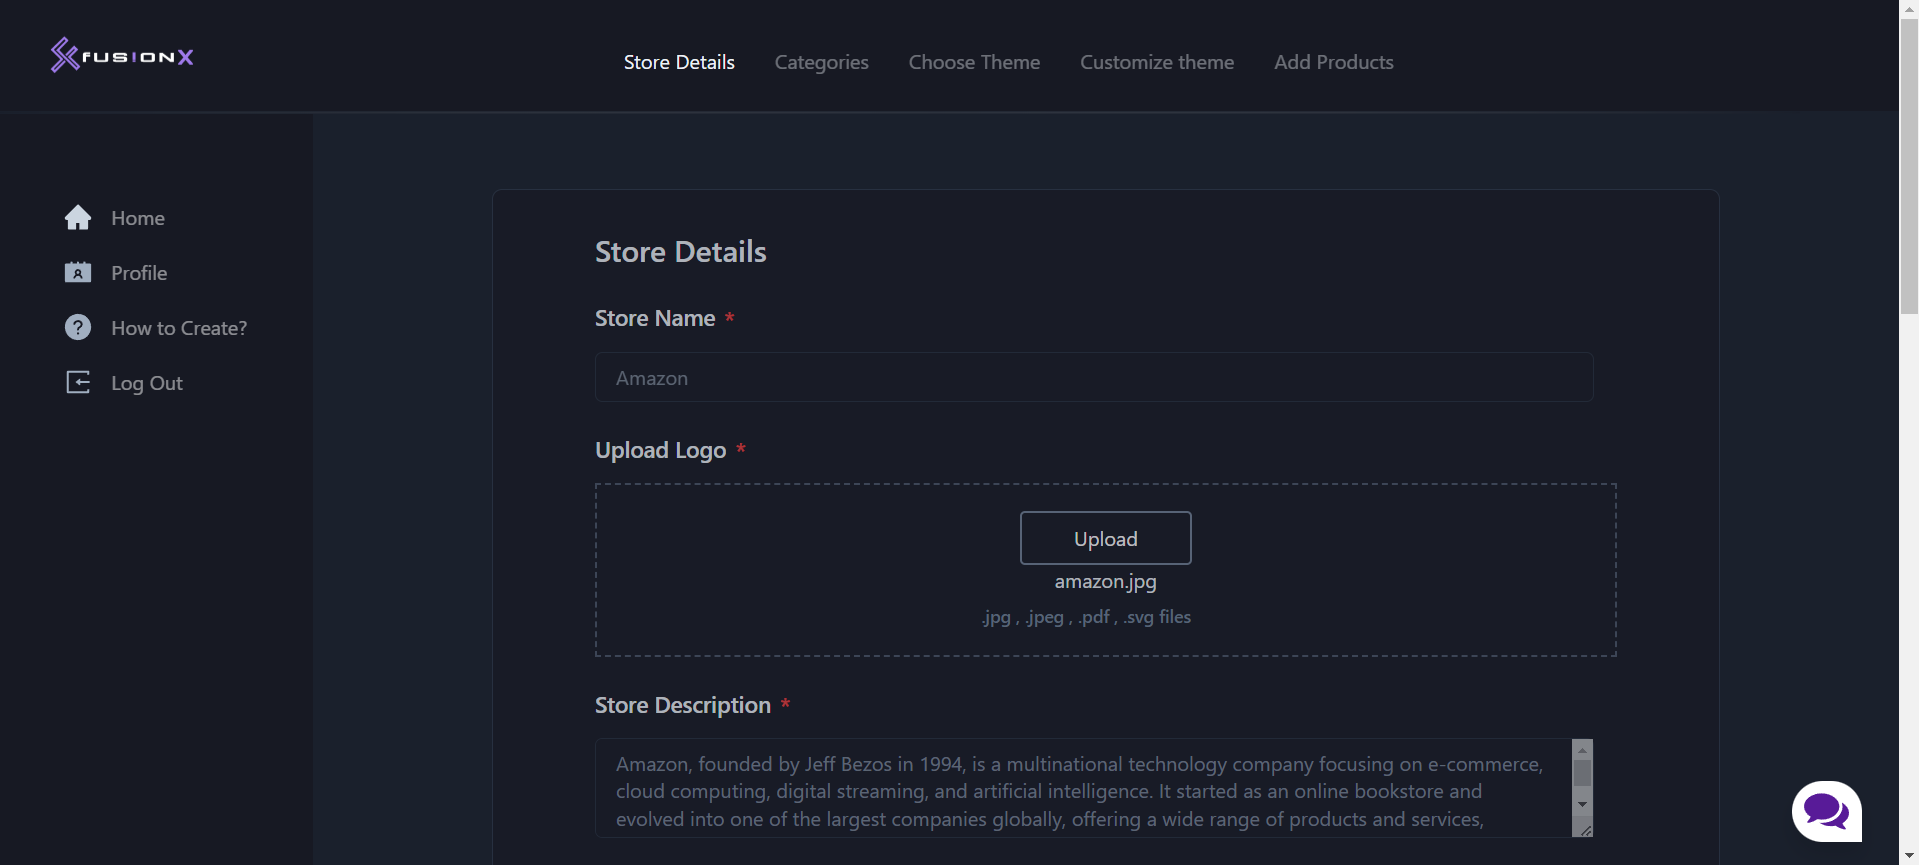 fusionX
Store Details Categories Choose Theme Customize theme Add Products
Home
Profile
How to Create?
Log Out
Store Details
Store Name *
Amazon
Upload Logo *
Upload
amazon.jpg
.jpg , .jpeg , .pdf , .svg files
Store Description *
Amazon, founded by Jeff Bezos in 1994, is a multinational technology company focusing on e-commerce,
cloud computing, digital streaming, and artificial intelligence. It started as an online bookstore and
evolved into one of the largest companies globally, offering a wide range of products and services,